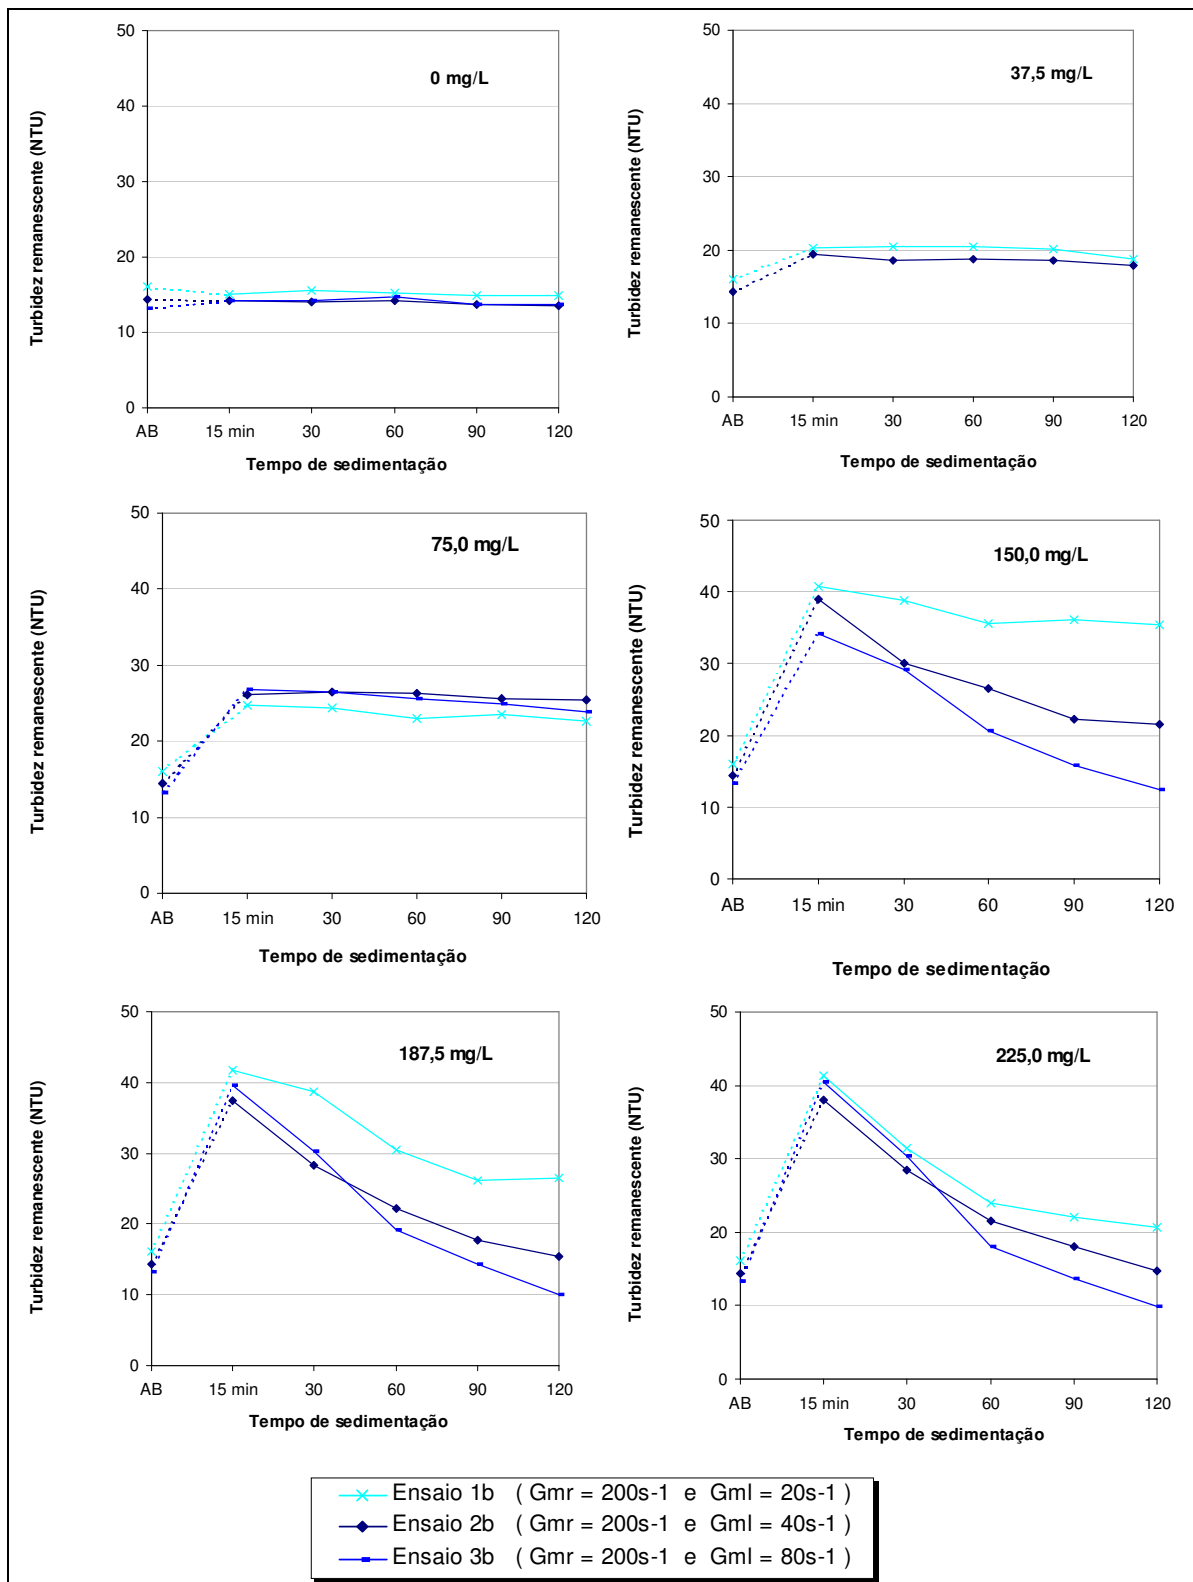 0 mg/L
Turbidez remanescente (NTU)
50
40
30
20
10
0
AB 15 min 30 60 90 120
Tempo de sedimentação
37,5 mg/L
Turbidez remanescente (NTU)
50
40
30
20
10
0
AB 15 min 30 60 90 120
Tempo de sedimentação
75,0 mg/L
Turbidez remanescente (NTU)
50
40
30
20
10
0
AB 15 min 30 60 90 120
Tempo de sedimentação
150,0 mg/L
Turbidez remanescente (NTU)
50
40
30
20
10
0
AB 15 min 30 60 90 120
Tempo de sedimentação
187,5 mg/L
Turbidez remanescente (NTU)
50
40
30
20
10
0
AB 15 min 30 60 90 120
Tempo de sedimentação
225,0 mg/L
Turbidez remanescente (NTU)
50
40
30
20
10
0
AB 15 min 30 60 90 120
Tempo de sedimentação
Ensaio 1b ( Gmr = 200s-1 e Gml = 20s-1 )
Ensaio 2b ( Gmr = 200s-1 e Gml = 40s-1 )
Ensaio 3b ( Gmr = 200s-1 e Gml = 80s-1 )